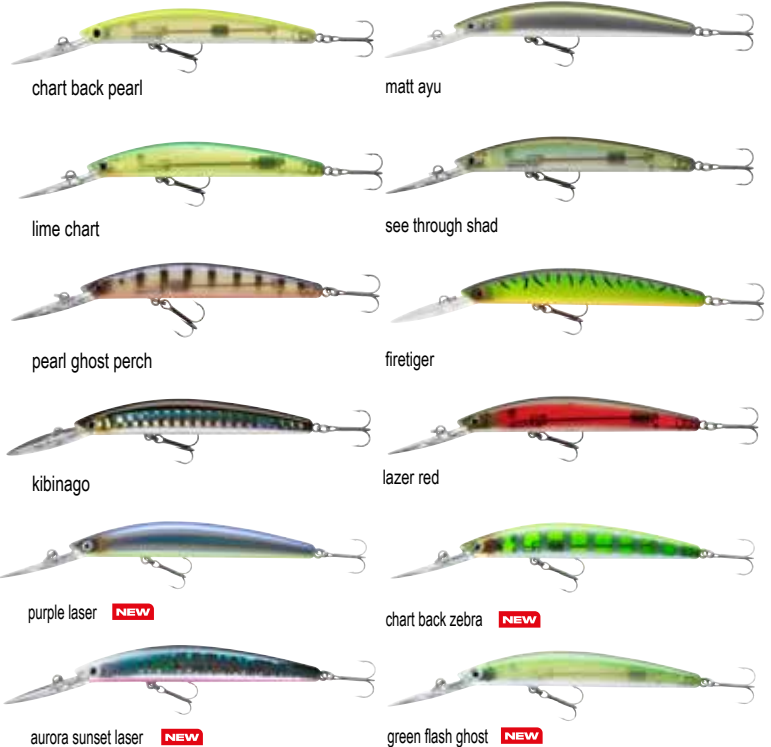 chart back pearl
matt ayu
lime chart
see through shad
pearl ghost perch
firetiger
kibinago
lazer red
purple laser NEW
chart back zebra NEW
aurora sunset laser NEW
green flash ghost NEW